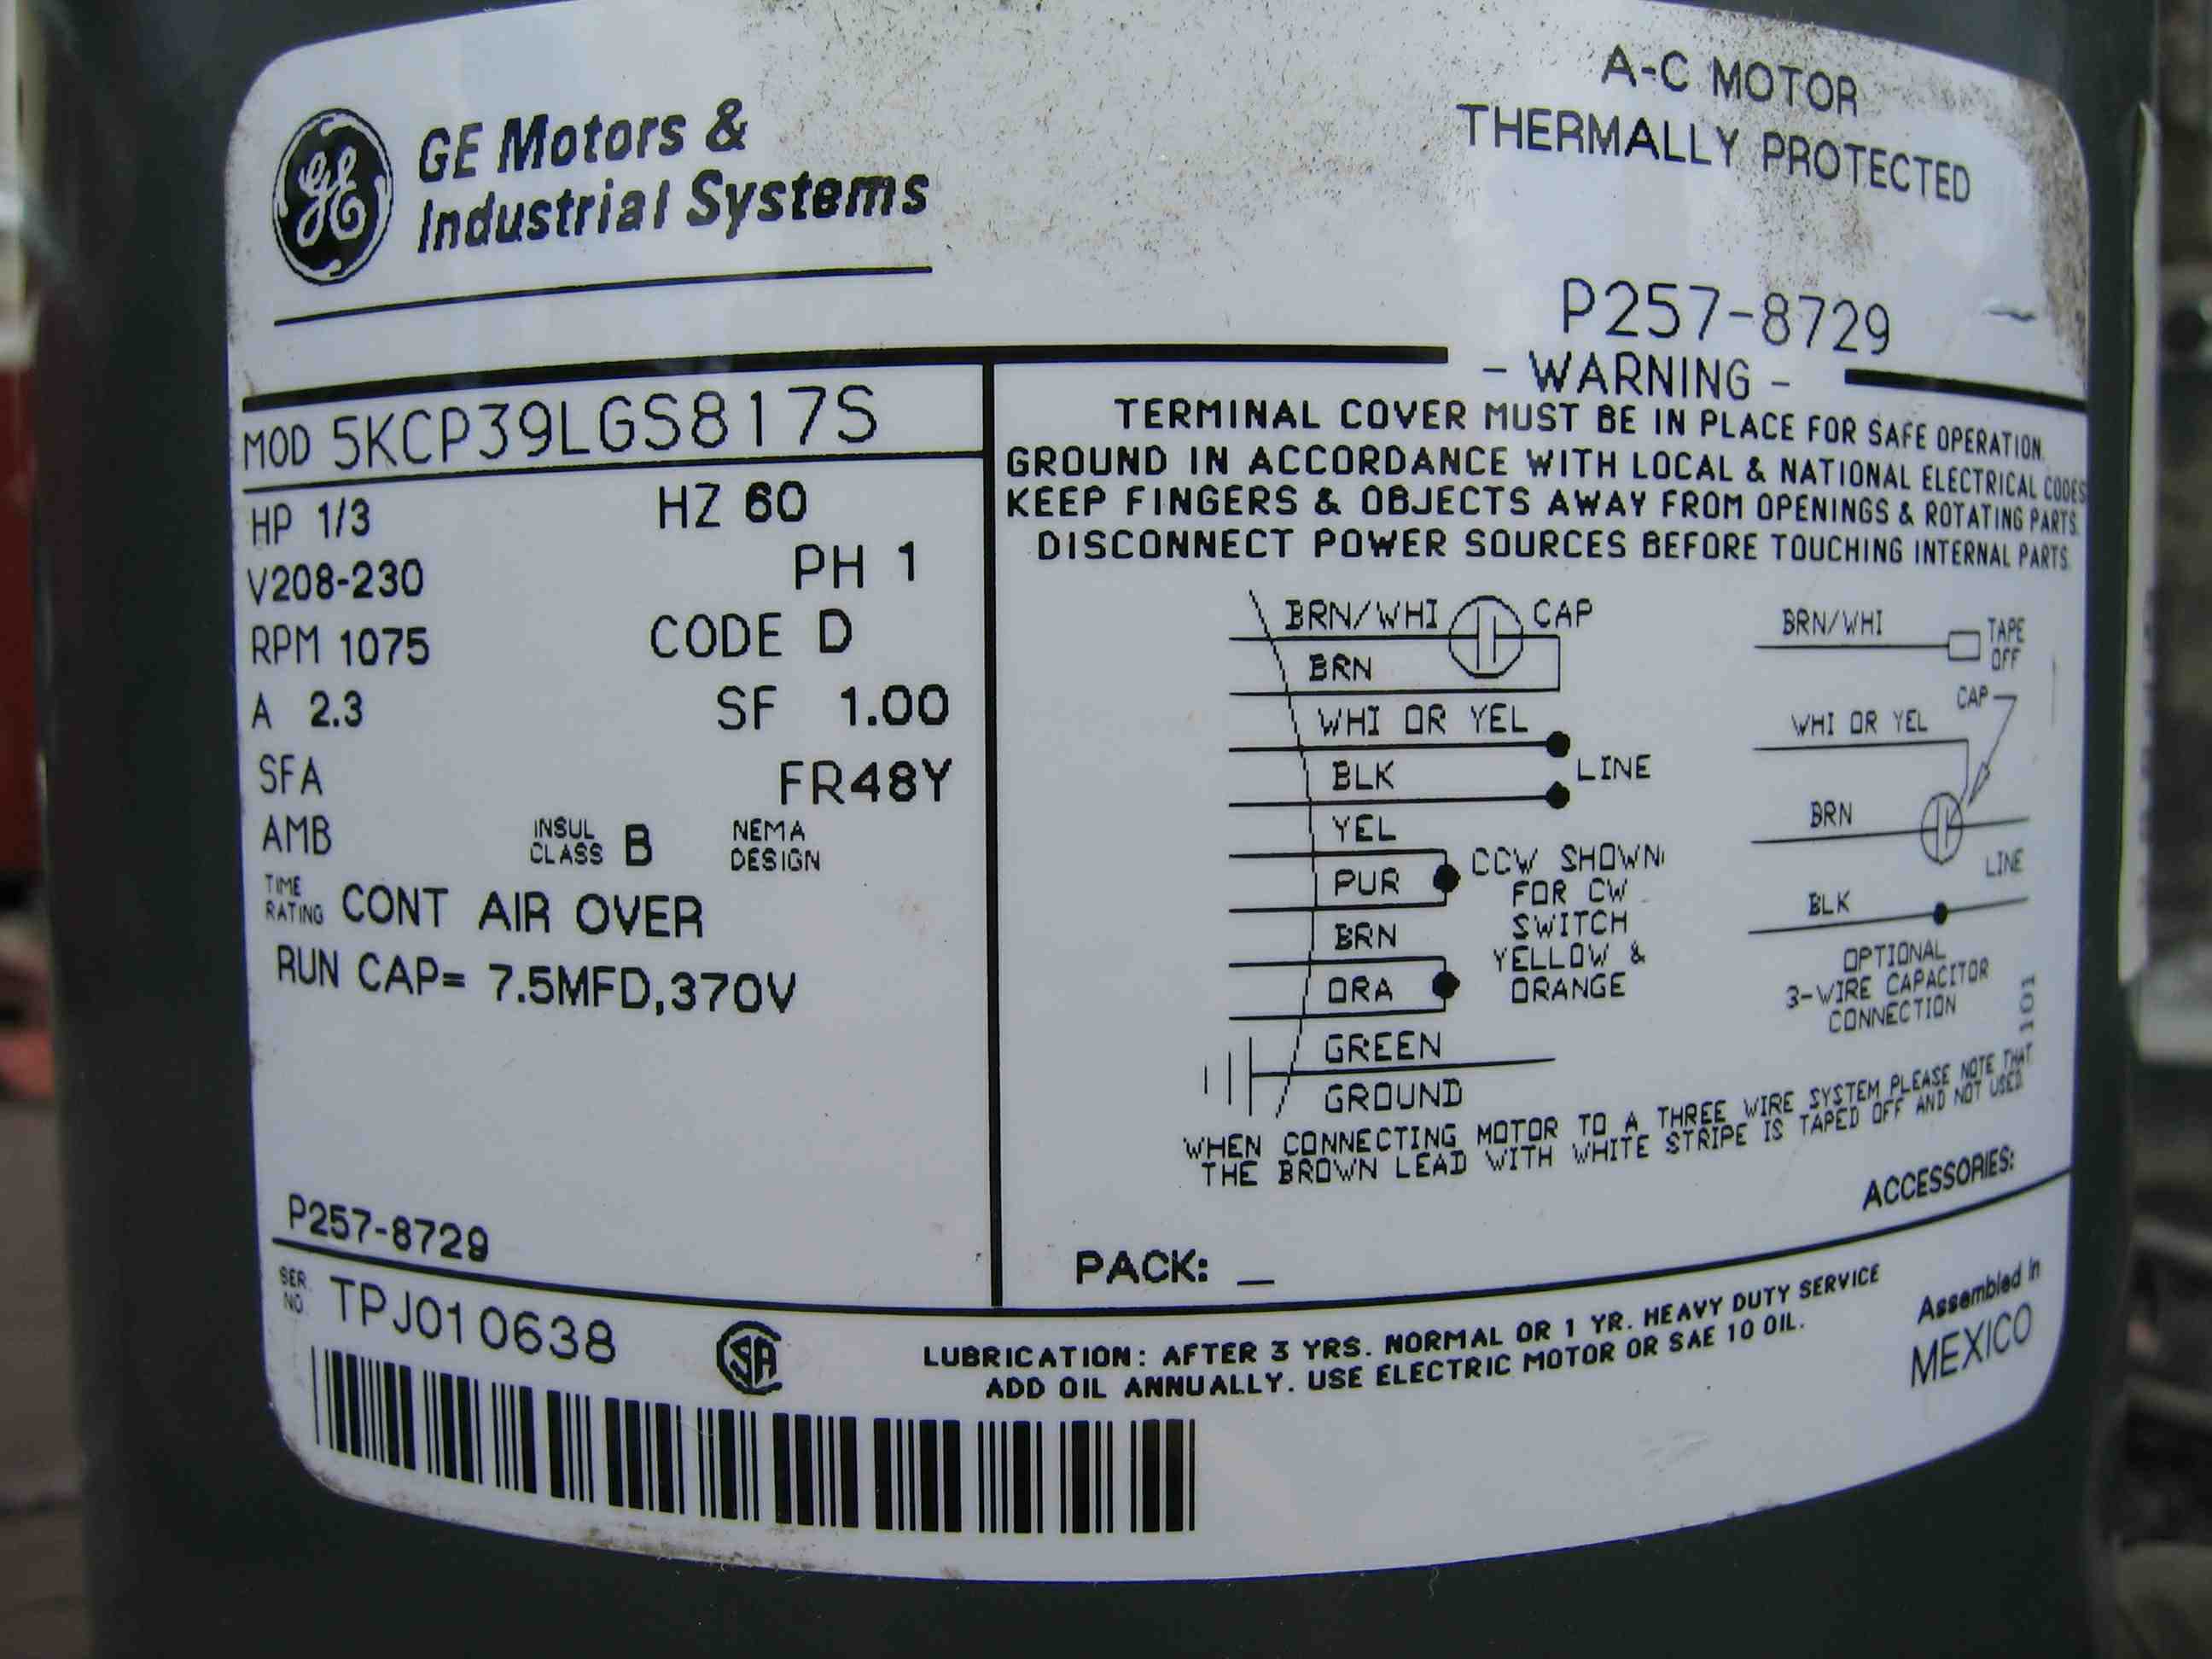 GE
GE Motors &
Industrial Systems
A-C MOTOR
THERMALLY PROTECTED
P257-8729
MOD 5KCP39LGS817S
HP 1/3 HZ 60
V208-230 PH 1
RPM 1075 CODE D
A 2.3 SF 1.00
SFA FR48Y
AMB INSUL CLASS B NEMA DESIGN
TIME RATING CONT AIR OVER
RUN CAP= 7.5MFD,370V
P257-8729
SER. NO. TPJ010638
- WARNING -
TERMINAL COVER MUST BE IN PLACE FOR SAFE OPERATION.
GROUND IN ACCORDANCE WITH LOCAL & NATIONAL ELECTRICAL CODES
KEEP FINGERS & OBJECTS AWAY FROM OPENINGS & ROTATING PARTS.
DISCONNECT POWER SOURCES BEFORE TOUCHING INTERNAL PARTS.
BRN/WHI CAP
BRN
WHI OR YEL
LINE
BLK
YEL
PUR
BRN
ORA
CCW SHOWN:
FOR CW
SWITCH
YELLOW &
ORANGE
GREEN
GROUND
BRN/WHI TAPE
OFF
CAP
WHI OR YEL
BRN
LINE
BLK
OPTIONAL
3-WIRE CAPACITOR
CONNECTION
101
WHEN CONNECTING MOTOR TO A THREE WIRE SYSTEM PLEASE NOTE THAT
THE BROWN LEAD WITH WHITE STRIPE IS TAPED OFF AND NOT USED.
ACCESSORIES:
PACK: _
SA
LUBRICATION: AFTER 3 YRS. NORMAL OR 1 YR. HEAVY DUTY SERVICE
ADD OIL ANNUALLY. USE ELECTRIC MOTOR OR SAE 10 OIL.
Assembled in
MEXICO